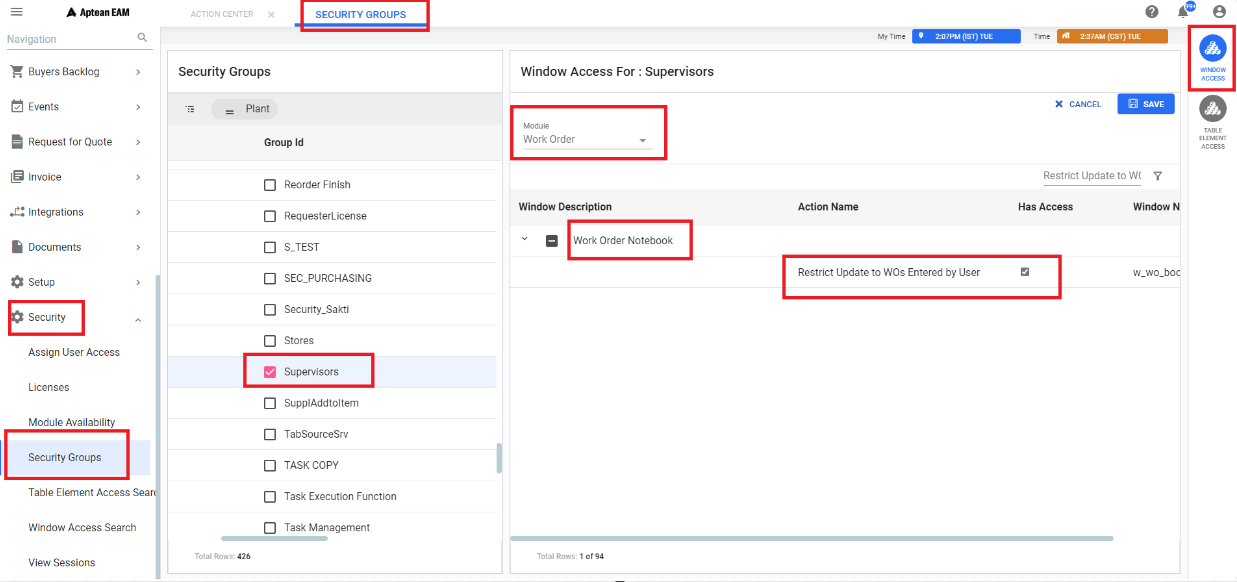 Aptean EAM
ACTION CENTER
SECURITY GROUPS
99+
Navigation
My Time
2:07PM (IST) TUE
Time
2:37AM (CST) TUE
Buyers Backlog
Events
Request for Quote
Invoice
Integrations
Documents
Setup
Security
Assign User Access
Licenses
Module Availability
Security Groups
Table Element Access Searc
Window Access Search
View Sessions
Security Groups
Plant
Group Id
Reorder Finish
RequesterLicense
S_TEST
SEC_PURCHASING
Security_Sakti
Stores
Supervisors
SupplAddtoItem
TabSourceSrv
TASK COPY
Task Execution Function
Task Management
Total Rows: 426
Window Access For : Supervisors
CANCEL
SAVE
Module
Work Order
Restrict Update to WO
Window Description
Action Name
Has Access
Window N
Work Order Notebook
Restrict Update to WOs Entered by User
w_wo_boo
Total Rows: 1 of 94
WINDOW
ACCESS
TABLE
ELEMENT
ACCESS